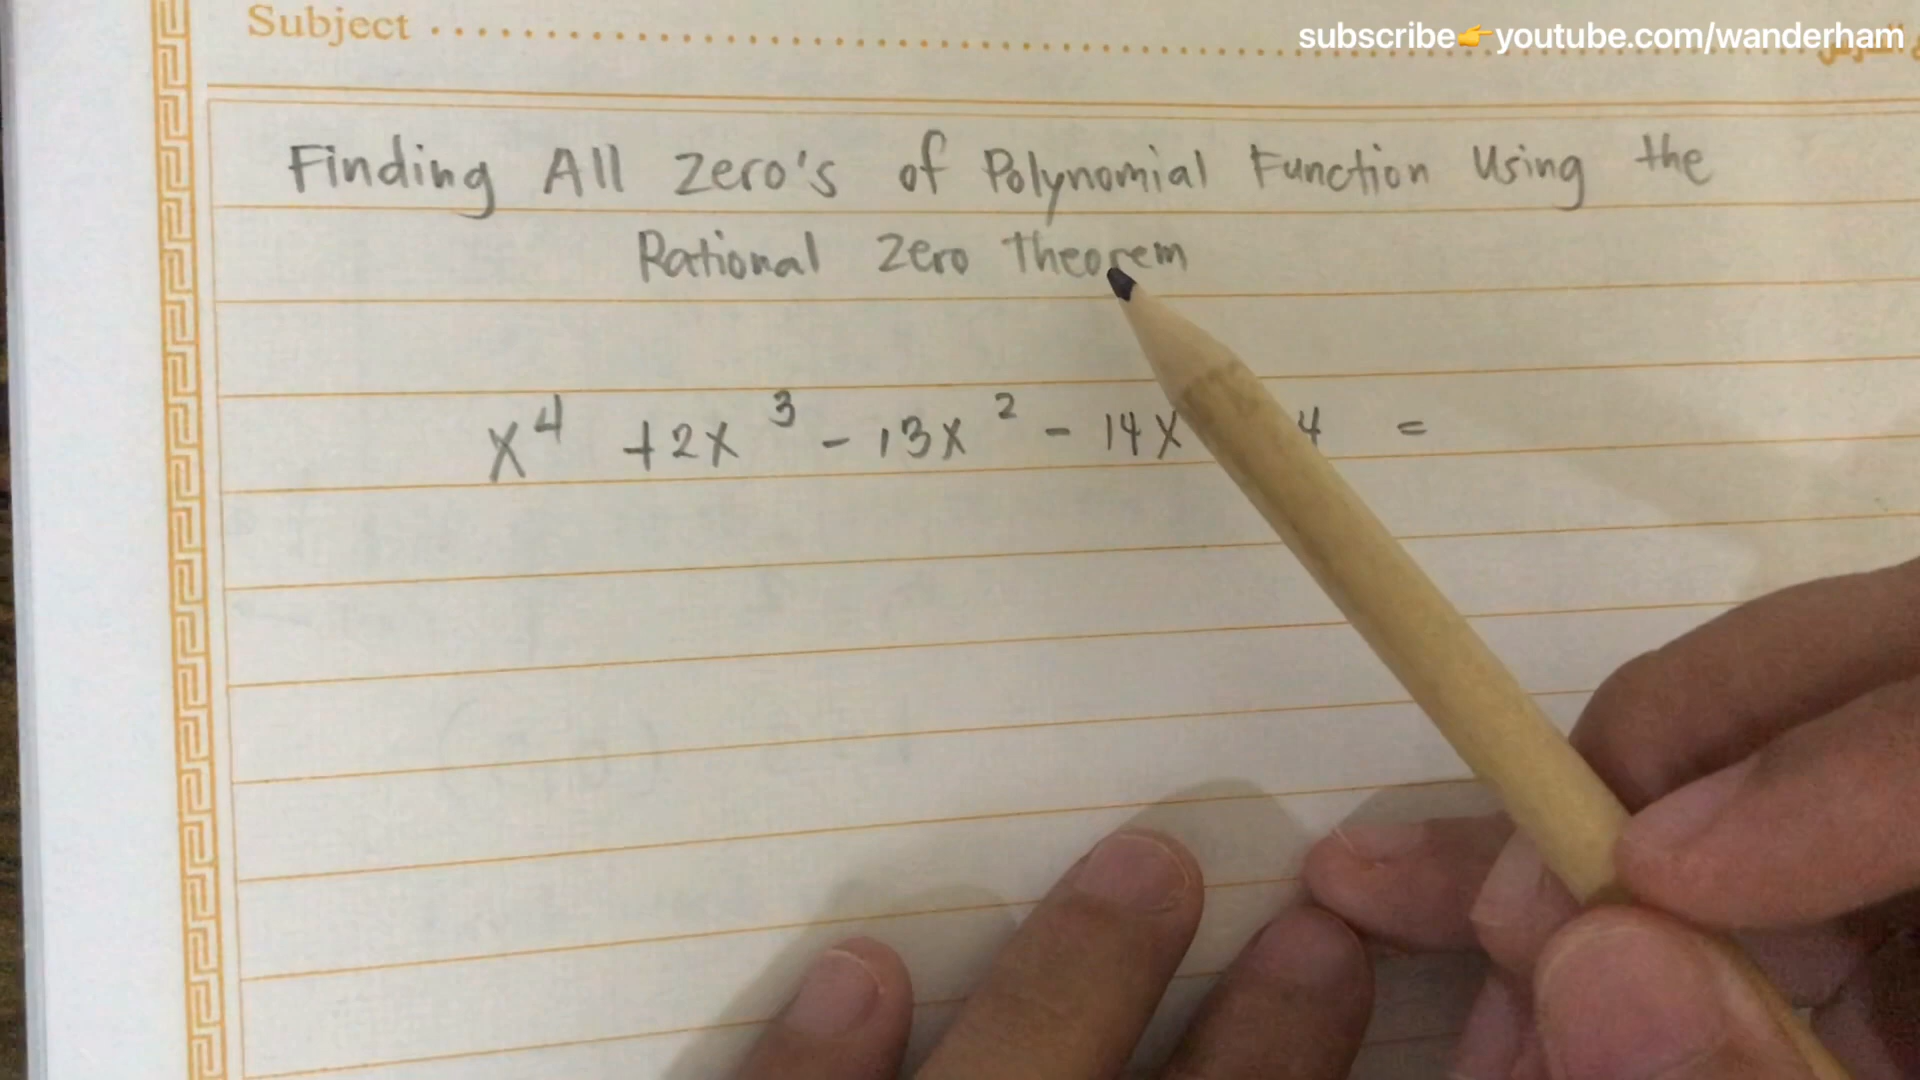 Subject
subscribe👉youtube.com/wanderham
Finding All zero's of Polynomial Function Using the
Rational Zero Theorem
x⁴ +2x³ - 13x² - 14x 4 =